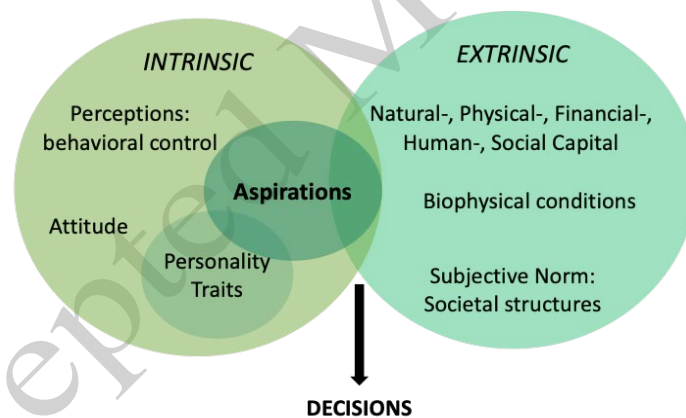 INTRINSIC
Perceptions:
behavioral control
Aspirations
Attitude
Personality
Traits
EXTRINSIC
Natural-, Physical-, Financial-,
Human-, Social Capital
Biophysical conditions
Subjective Norm:
Societal structures
DECISIONS
epted M